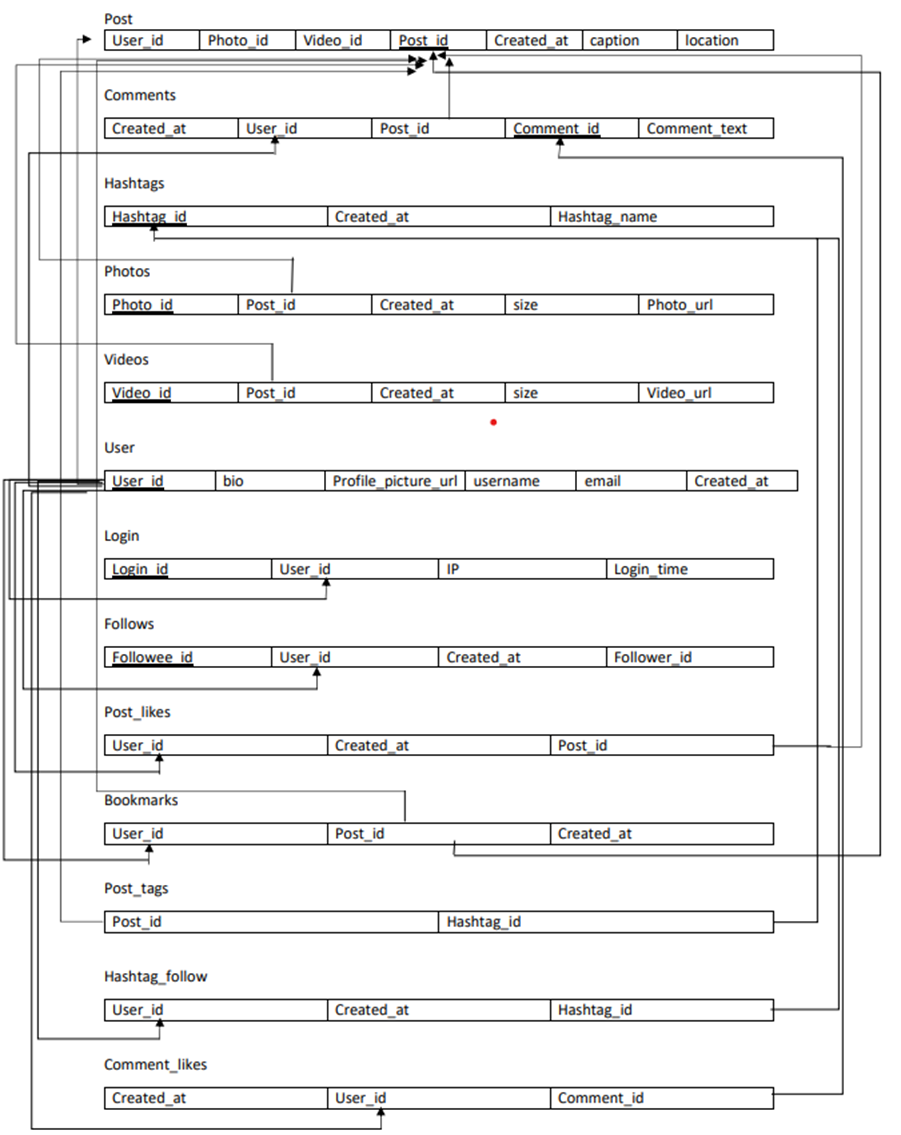 Post
User_id Photo_id Video_id Post_id Created_at caption location
Comments
Created_at User_id Post_id Comment_id Comment_text
Hashtags
Hashtag_id Created_at Hashtag_name
Photos
Photo_id Post_id Created_at size Photo_url
Videos
Video_id Post_id Created_at size Video_url
User
User_id bio Profile_picture_url username email Created_at
Login
Login_id User_id IP Login_time
Follows
Followee_id User_id Created_at Follower_id
Post_likes
User_id Created_at Post_id
Bookmarks
User_id Post_id Created_at
Post_tags
Post_id Hashtag_id
Hashtag_follow
User_id Created_at Hashtag_id
Comment_likes
Created_at User_id Comment_id